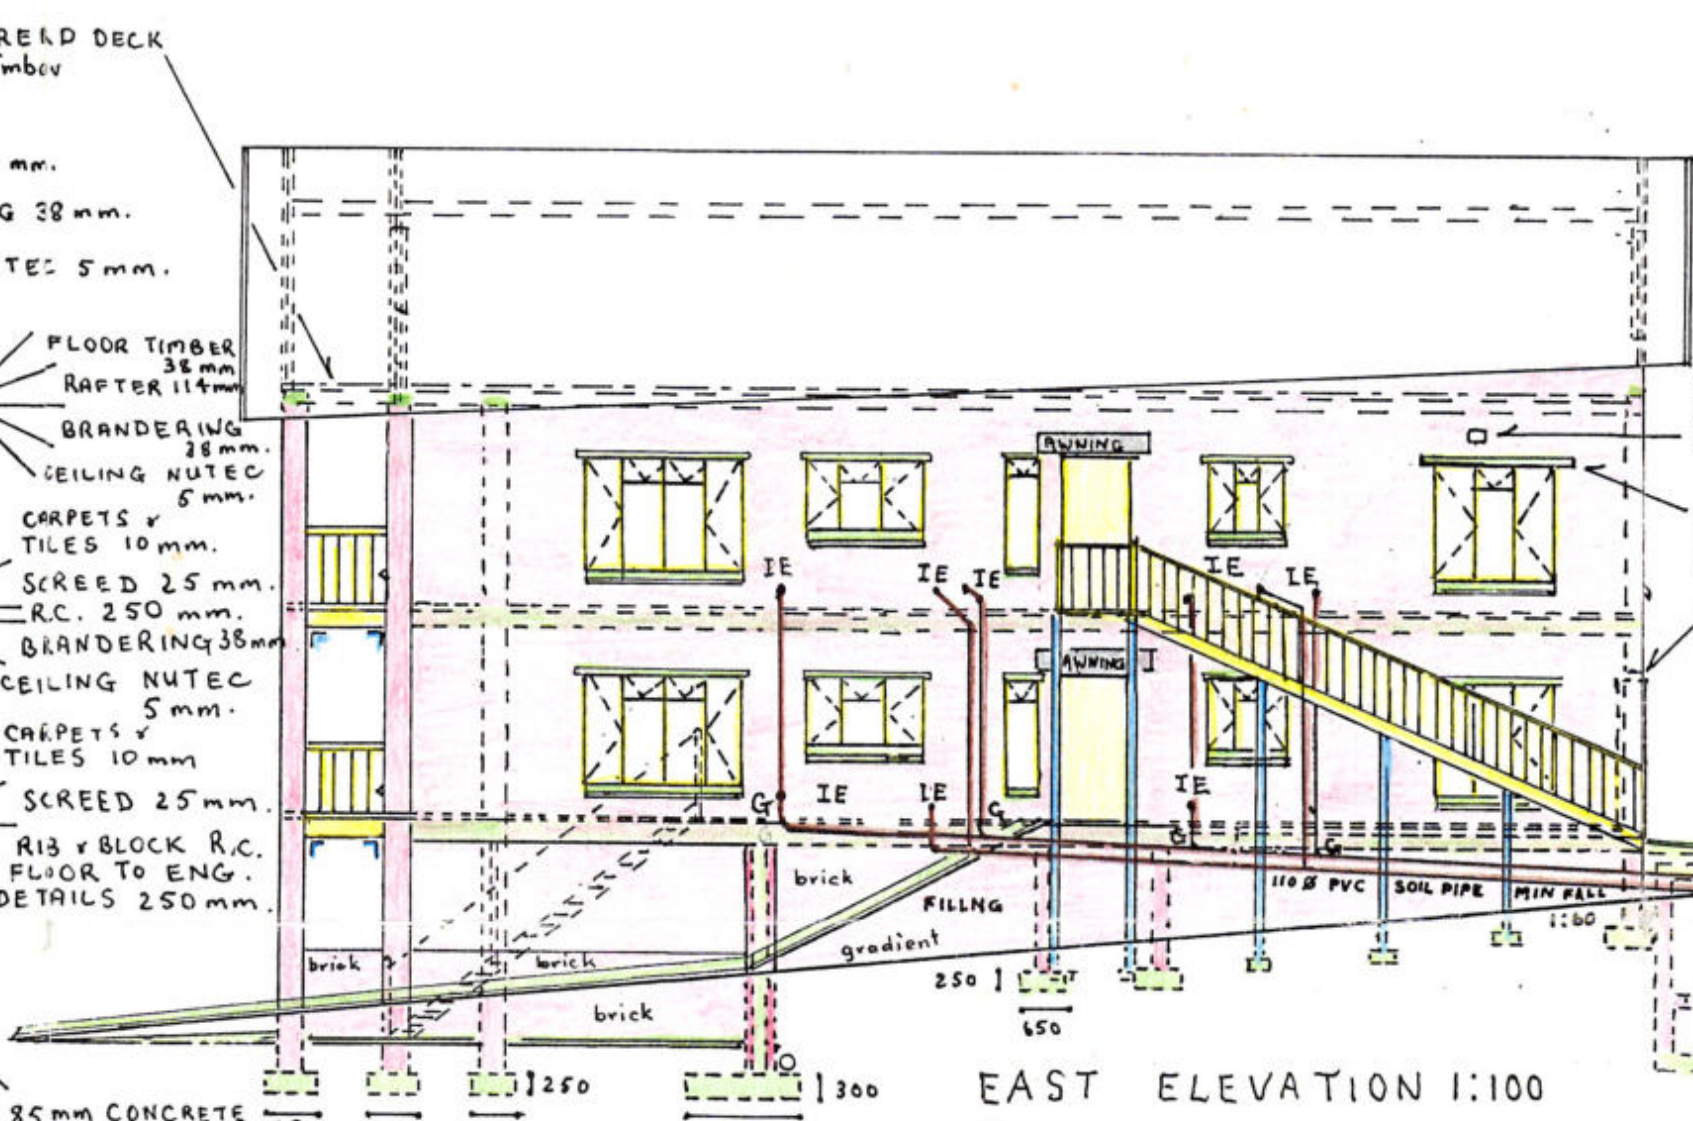 DECK
mm.
G 38 mm.
5 mm.
FLOOR TIMBER
38 mm
RAFTER 114 mm
BRANDERING
38 mm.
CEILING NUTEC
5 mm.
CARPETS &
TILES 10 mm.
SCREED 25 mm.
R.C. 250 mm.
BRANDERING 38 mm
CEILING NUTEC
5 mm.
CARPETS &
TILES 10 mm
SCREED 25 mm.
RIB & BLOCK R.C.
FLOOR TO ENG.
DETAILS 250 mm.
85 mm CONCRETE
AWNING
IE
IE
IE
IE
IE
AWNING
G
IE
IE
G
IE
G
G
G
brick
FILLNG
gradient
110 Ø PVC SOIL PIPE MIN FALL
1:60
brick
brick
brick
250
650
250
300
EAST ELEVATION 1:100